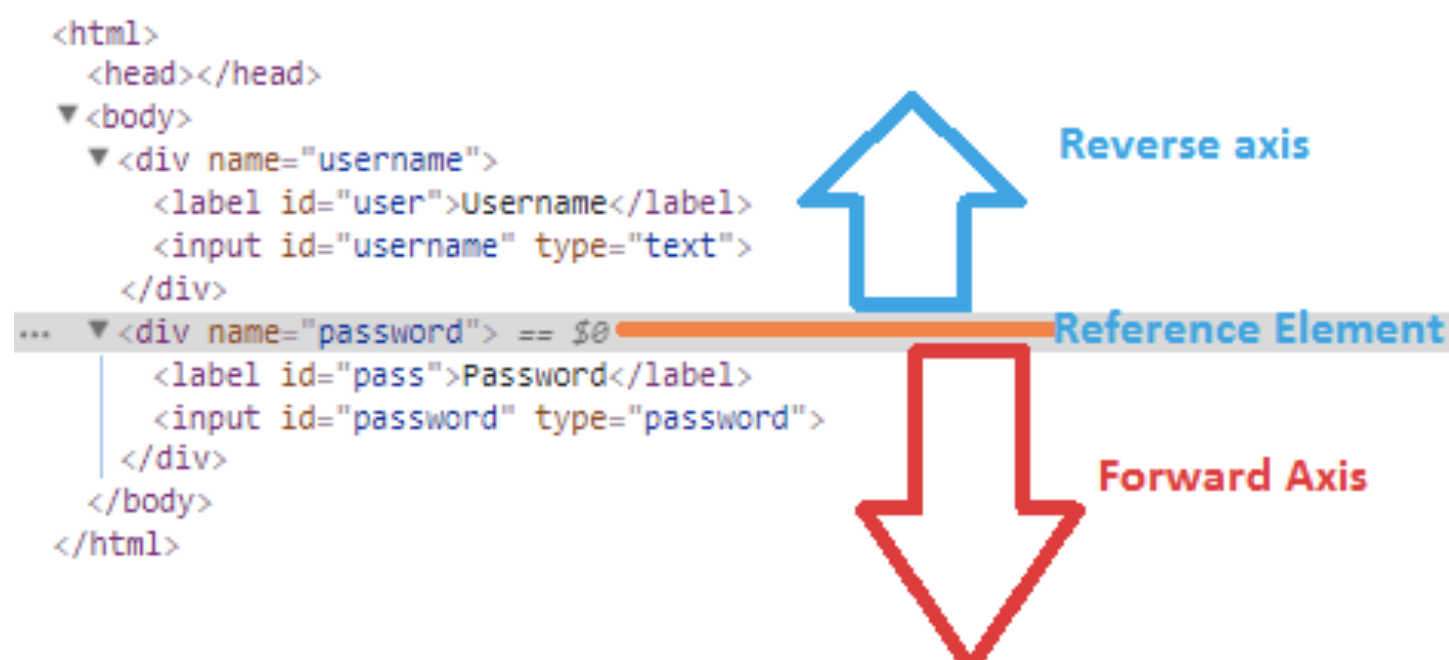 <html>
<head></head>
▼<body>
▼<div name="username">
<label id="user">Username</label>
<input id="username" type="text">
</div>
... ▼<div name="password"> == $0
<label id="pass">Password</label>
<input id="password" type="password">
</div>
</body>
</html>
Reverse axis
Reference Element
Forward Axis